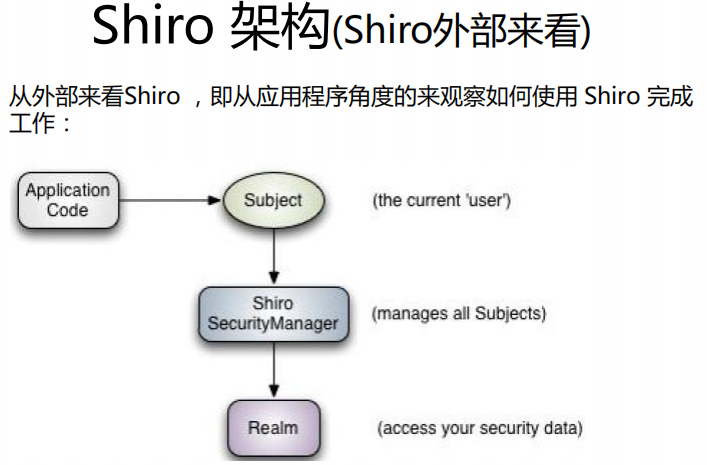 Shiro 架构(Shiro外部来看)
从外部来看Shiro ，即从应用程序角度的来观察如何使用 Shiro 完成
工作：
Application
Code
Subject
(the current 'user')
Shiro
SecurityManager
(manages all Subjects)
Realm
(access your security data)